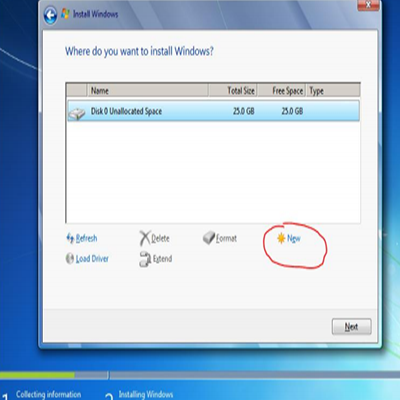 Install Windows
Where do you want to install Windows?
Name Total Size Free Space Type
Disk 0 Unallocated Space 25.0 GB 25.0 GB
Refresh Delete Format New
Load Driver Extend
Next
1 Collecting information 2 Installing Windows